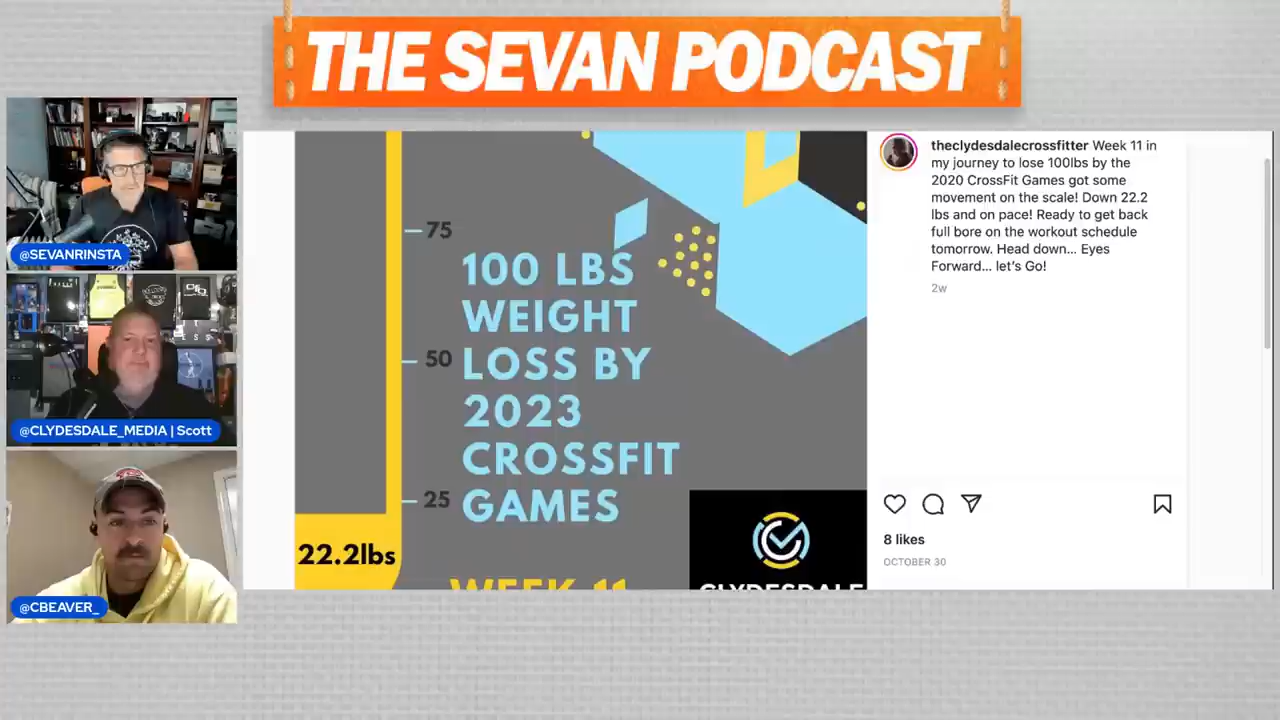 THE SEVAN PODCAST
@SEVANRINSTA
@CLYDESDALE_MEDIA | Scott
@CBEAVER_
75
50
25
100 LBS
WEIGHT
LOSS BY
2023
CROSSFIT
GAMES
22.2lbs
WEEK 11
CLYDESDALE
theclydesdalecrossfitter Week 11 in
my journey to lose 100lbs by the
2020 CrossFit Games got some
movement on the scale! Down 22.2
lbs and on pace! Ready to get back
full bore on the workout schedule
tomorrow. Head down... Eyes
Forward... let's Go!
2w
8 likes
OCTOBER 30